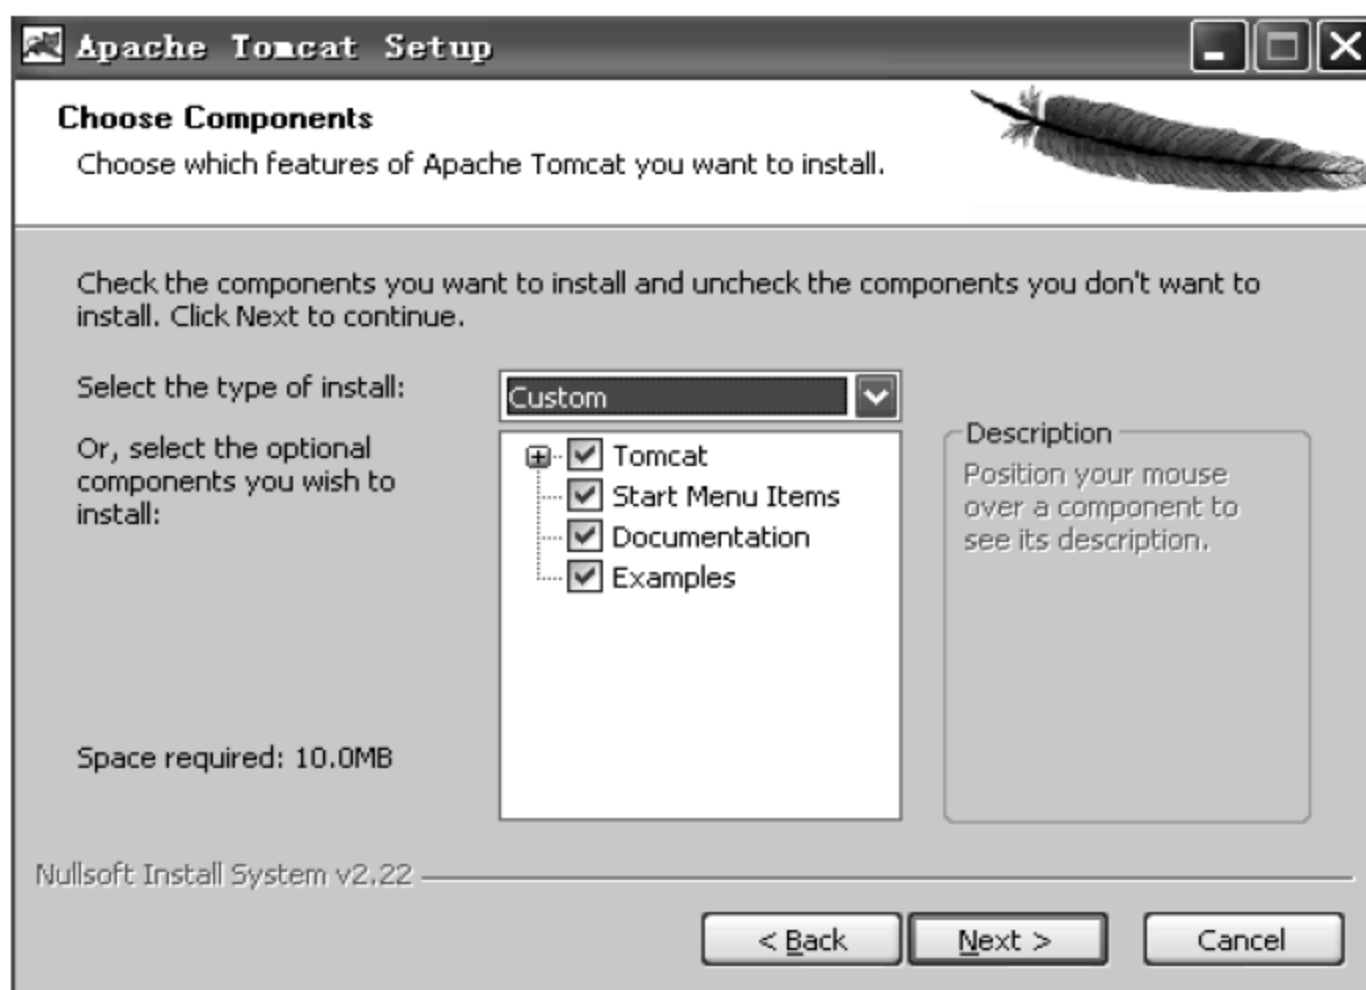 Apache Tomcat Setup
Choose Components
Choose which features of Apache Tomcat you want to install.
Check the components you want to install and uncheck the components you don't want to
install. Click Next to continue.
Select the type of install:
Custom
Or, select the optional
components you wish to
install:
Tomcat
Start Menu Items
Documentation
Examples
Description
Position your mouse
over a component to
see its description.
Space required: 10.0MB
Nullsoft Install System v2.22
< Back
Next >
Cancel